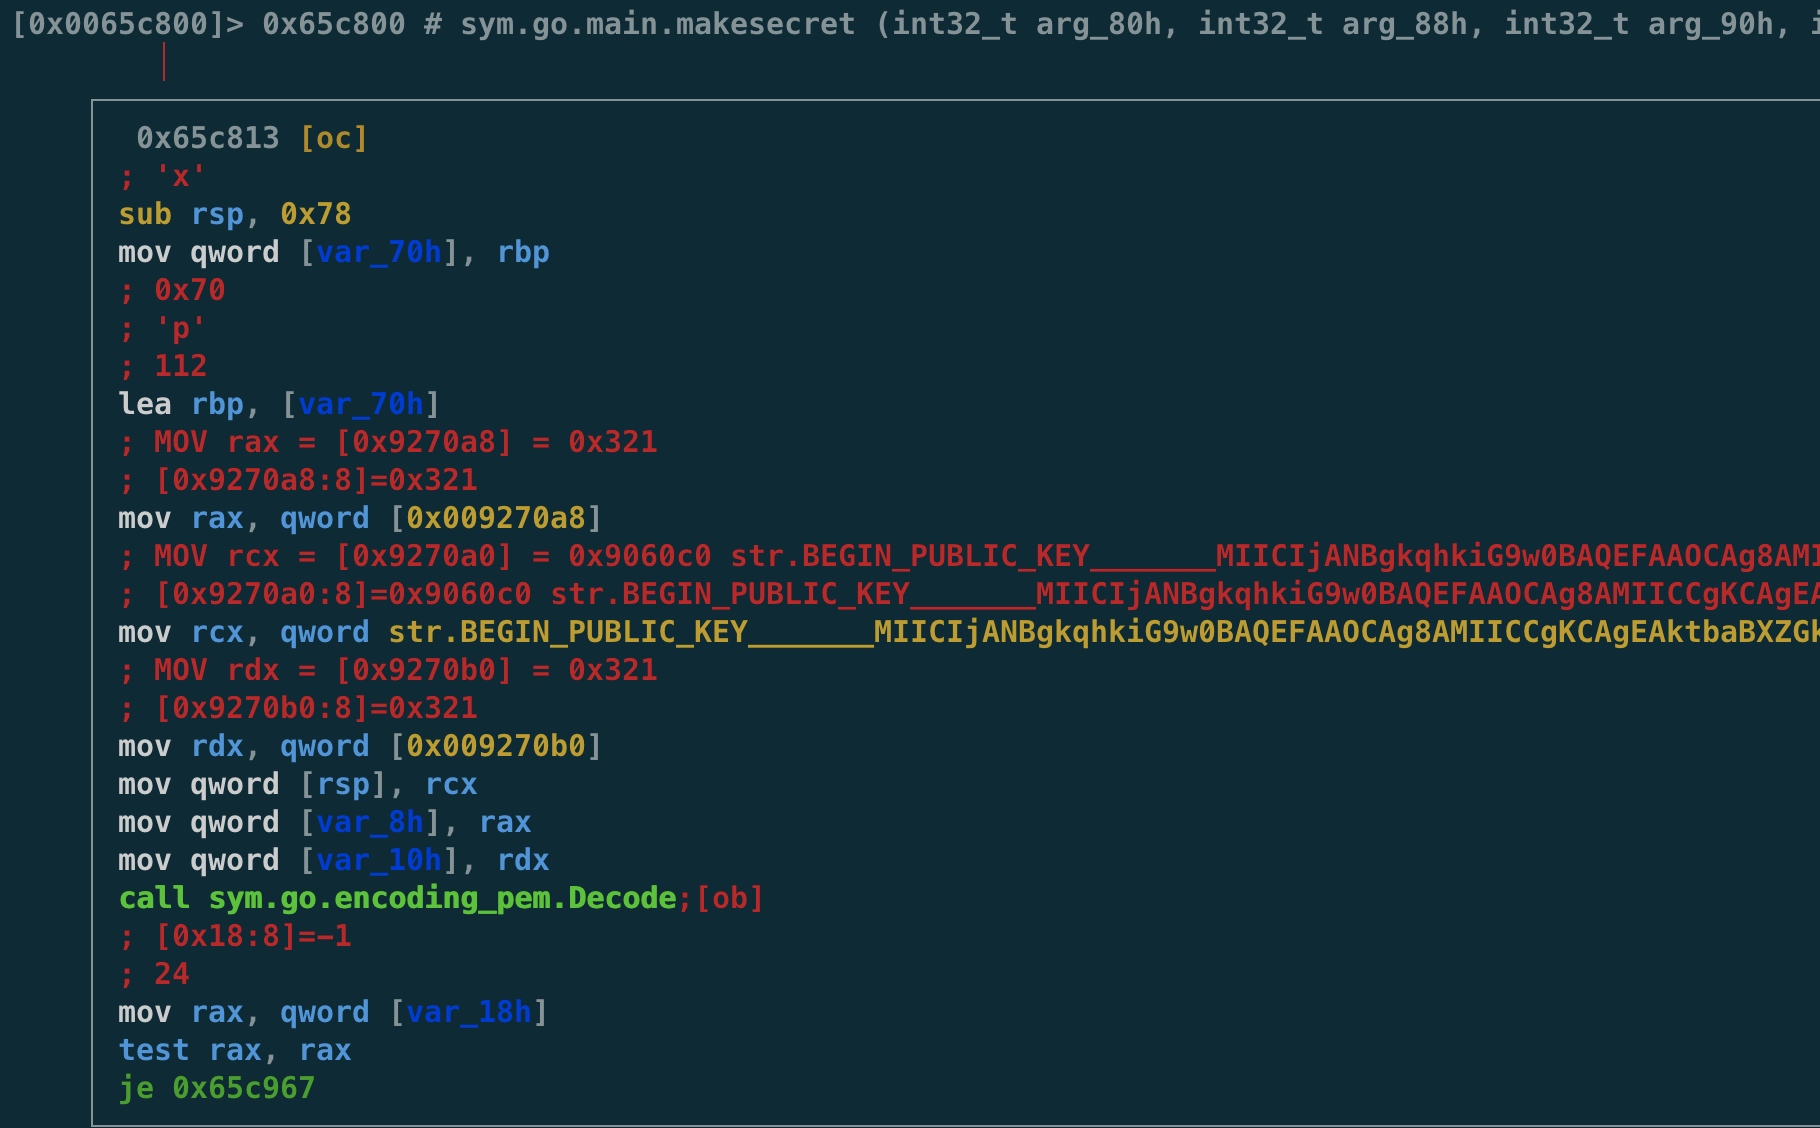 [0x0065c800]> 0x65c800 # sym.go.main.makesecret (int32_t arg_80h, int32_t arg_88h, int32_t arg_90h, i
0x65c813 [oc]
; 'x'
sub rsp, 0x78
mov qword [var_70h], rbp
; 0x70
; 'p'
; 112
lea rbp, [var_70h]
; MOV rax = [0x9270a8] = 0x321
; [0x9270a8:8]=0x321
mov rax, qword [0x009270a8]
; MOV rcx = [0x9270a0] = 0x9060c0 str.BEGIN_PUBLIC_KEY_______MIICIjANBgkqhkiG9w0BAQEFAAOCAg8AMI
; [0x9270a0:8]=0x9060c0 str.BEGIN_PUBLIC_KEY_______MIICIjANBgkqhkiG9w0BAQEFAAOCAg8AMIICCgKCAgEA
mov rcx, qword str.BEGIN_PUBLIC_KEY_______MIICIjANBgkqhkiG9w0BAQEFAAOCAg8AMIICCgKCAgEAktbaBXZGk
; MOV rdx = [0x9270b0] = 0x321
; [0x9270b0:8]=0x321
mov rdx, qword [0x009270b0]
mov qword [rsp], rcx
mov qword [var_8h], rax
mov qword [var_10h], rdx
call sym.go.encoding_pem.Decode;[ob]
; [0x18:8]=-1
; 24
mov rax, qword [var_18h]
test rax, rax
je 0x65c967